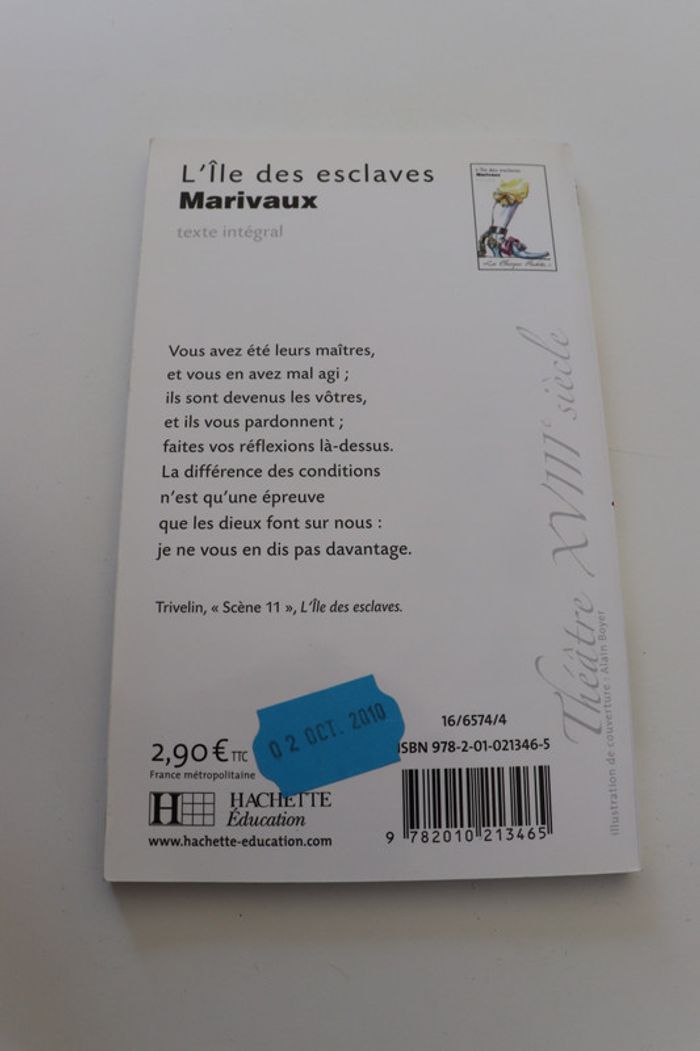 L'Île des esclaves
Marivaux
texte intégral
L'Île des esclaves
Marivaux
Vous avez été leurs maîtres,
et vous en avez mal agi ;
ils sont devenus les vôtres,
et ils vous pardonnent ;
faites vos réflexions là-dessus.
La différence des conditions
n'est qu'une épreuve
que les dieux font sur nous :
je ne vous en dis pas davantage.
Trivelin, « Scène 11 », L'Île des esclaves.
Théâtre XVIIIe siècle
Illustration de couverture : Alain Boyer
02 OCT. 2010
2,90 € TTC
France métropolitaine
H HACHETTE
Éducation
www.hachette-education.com
16/6574/4
ISBN 978-2-01-021346-5
9 782010 213465